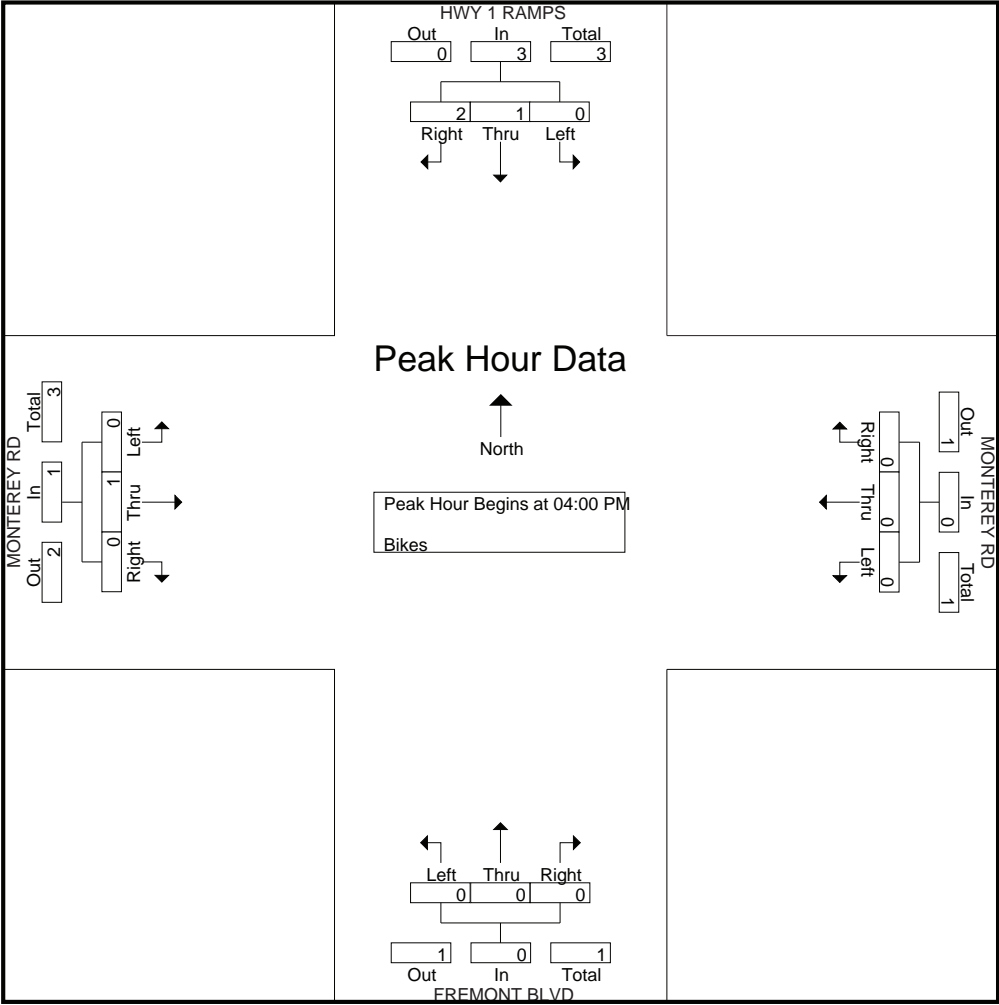 HWY 1 RAMPS
Out In Total
0 3 3
2 1 0
Right Thru Left
Peak Hour Data
North
Peak Hour Begins at 04:00 PM
Bikes
MONTEREY RD
Total In Out
3 1 2
0 1 0
Left Thru Right
MONTEREY RD
Out In Total
1 0 1
0 0 0
Right Thru Left
Left Thru Right
0 0 0
1 0 1
Out In Total
FREMONT BLVD